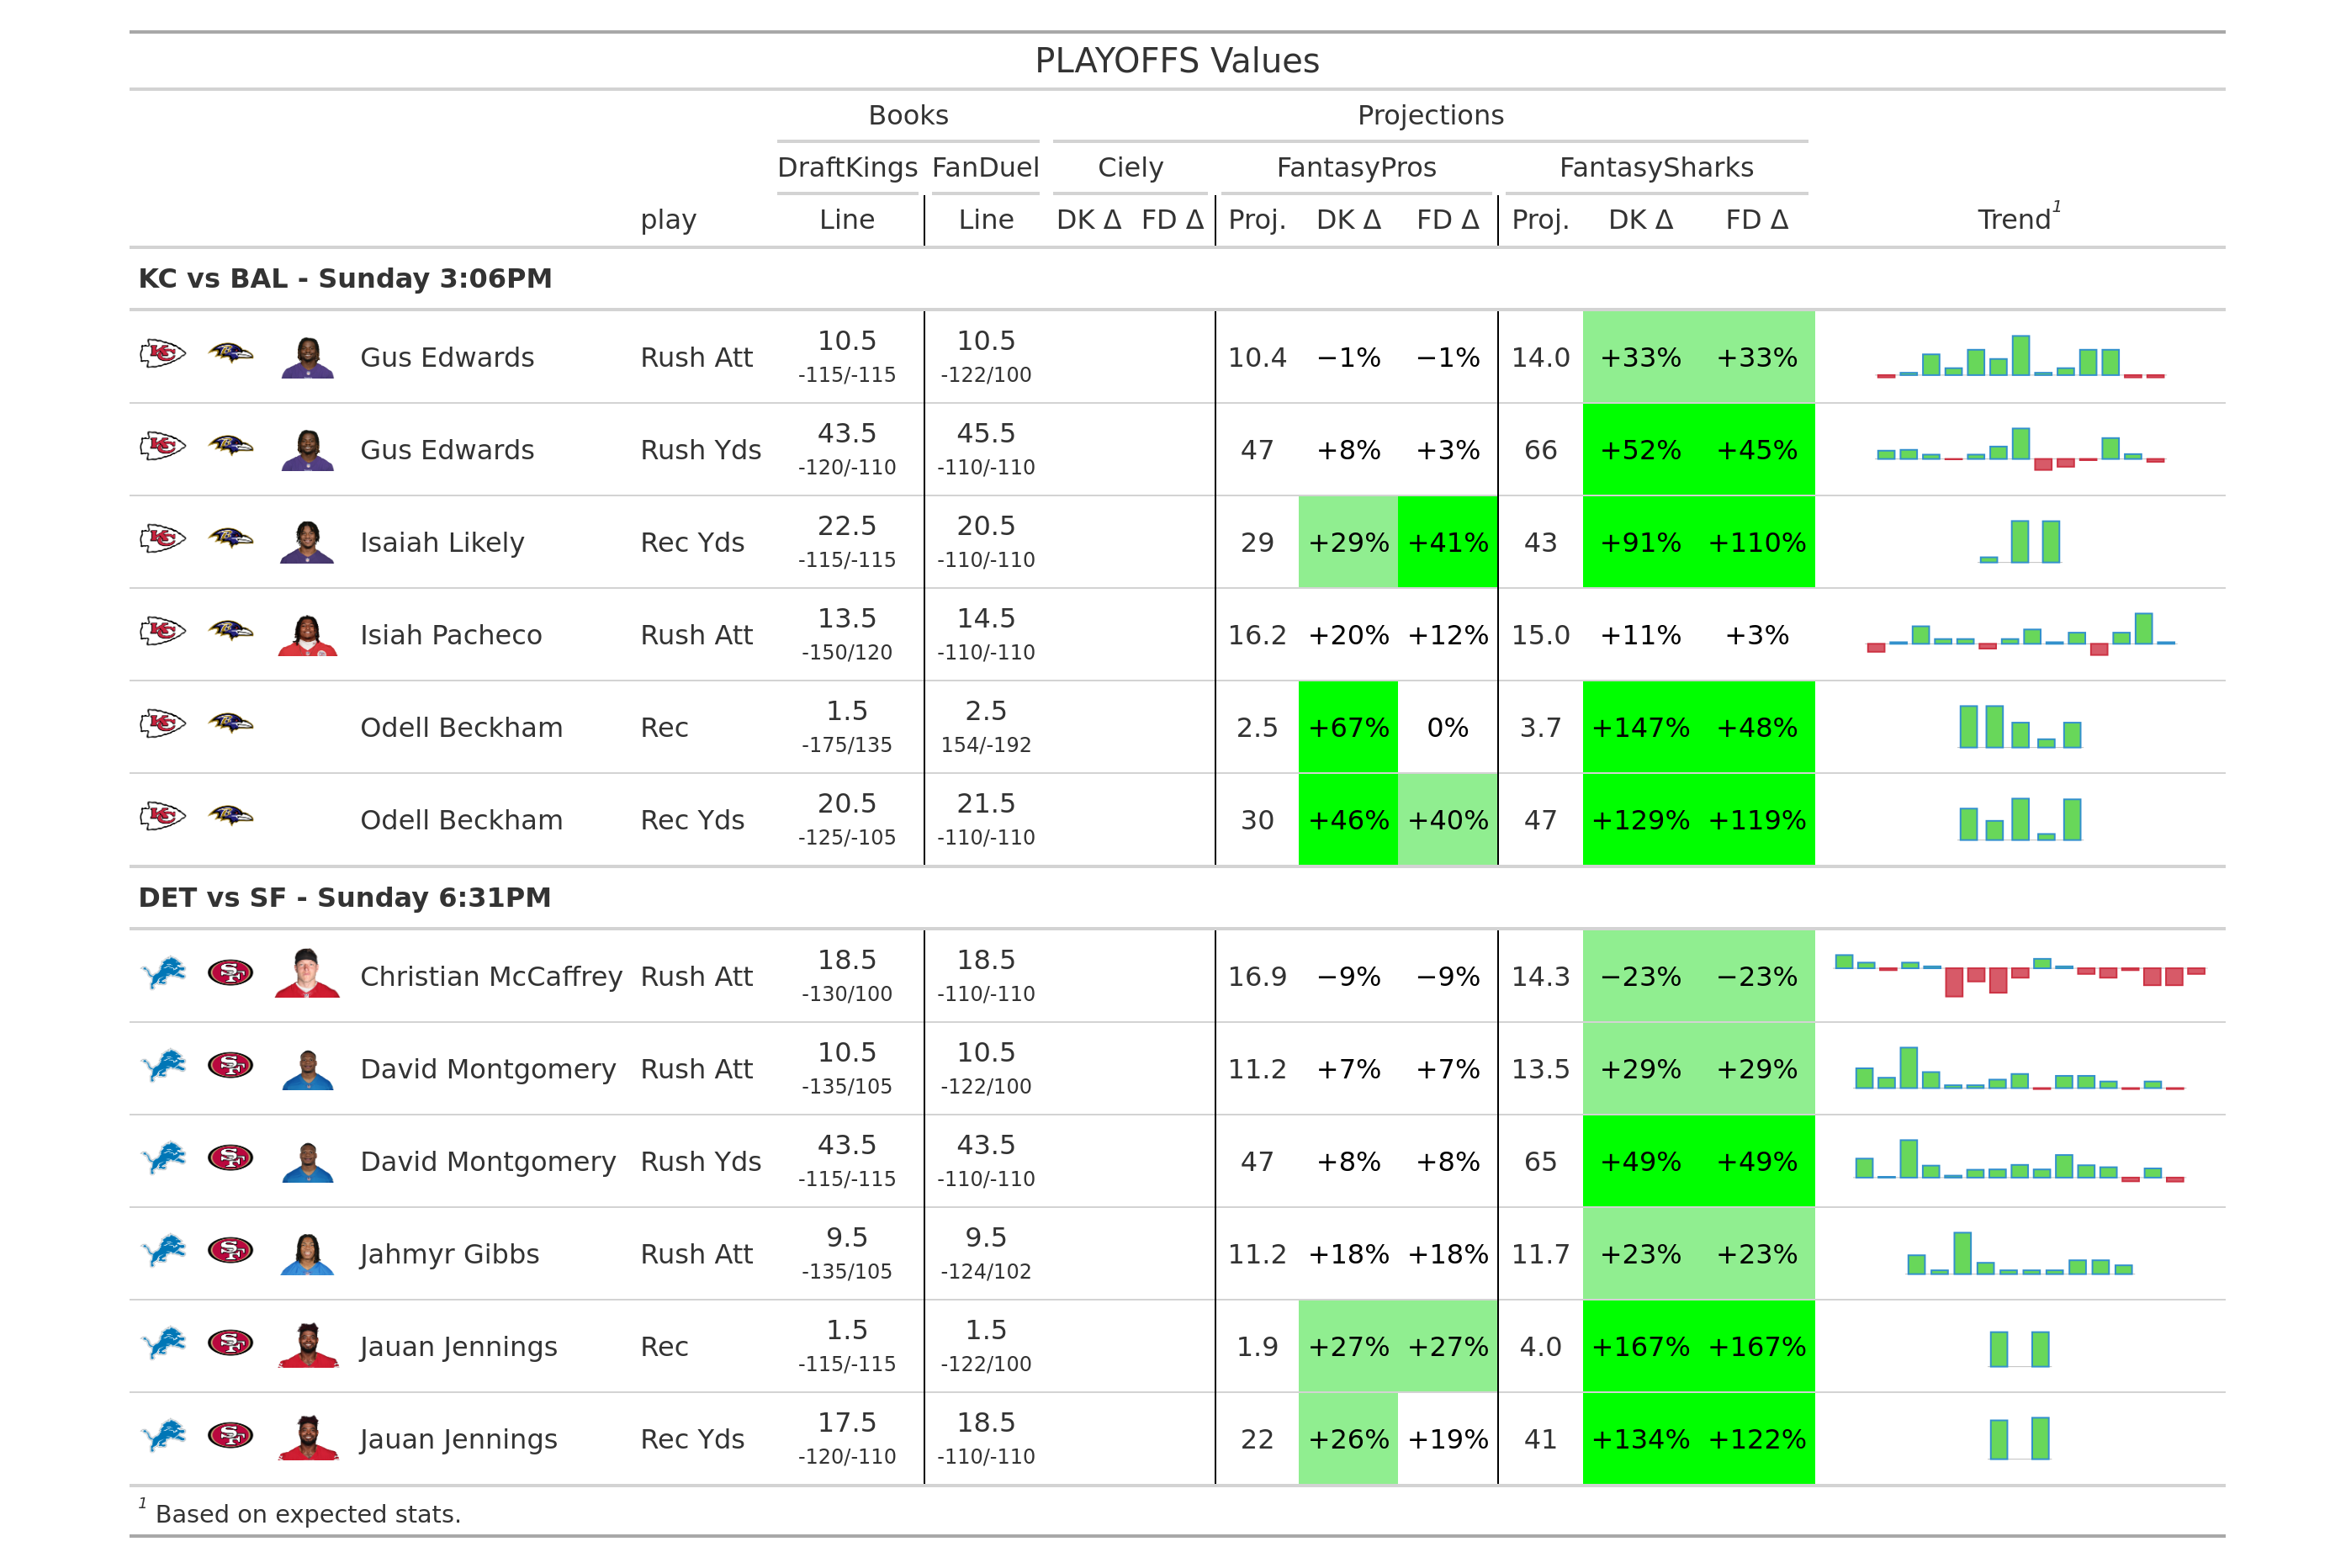 PLAYOFFS Values
Books Projections
DraftKings FanDuel Ciely FantasyPros FantasySharks
play Line Line DK Δ FD Δ Proj. DK Δ FD Δ Proj. DK Δ FD Δ Trend1
KC vs BAL - Sunday 3:06PM
Gus Edwards Rush Att 10.5 10.5 10.4 −1% −1% 14.0 +33% +33%
-115/-115 -122/100
Gus Edwards Rush Yds 43.5 45.5 47 +8% +3% 66 +52% +45%
-120/-110 -110/-110
Isaiah Likely Rec Yds 22.5 20.5 29 +29% +41% 43 +91% +110%
-115/-115 -110/-110
Isiah Pacheco Rush Att 13.5 14.5 16.2 +20% +12% 15.0 +11% +3%
-150/120 -110/-110
Odell Beckham Rec 1.5 2.5 2.5 +67% 0% 3.7 +147% +48%
-175/135 154/-192
Odell Beckham Rec Yds 20.5 21.5 30 +46% +40% 47 +129% +119%
-125/-105 -110/-110
DET vs SF - Sunday 6:31PM
Christian McCaffrey Rush Att 18.5 18.5 16.9 −9% −9% 14.3 −23% −23%
-130/100 -110/-110
David Montgomery Rush Att 10.5 10.5 11.2 +7% +7% 13.5 +29% +29%
-135/105 -122/100
David Montgomery Rush Yds 43.5 43.5 47 +8% +8% 65 +49% +49%
-115/-115 -110/-110
Jahmyr Gibbs Rush Att 9.5 9.5 11.2 +18% +18% 11.7 +23% +23%
-135/105 -124/102
Jauan Jennings Rec 1.5 1.5 1.9 +27% +27% 4.0 +167% +167%
-115/-115 -122/100
Jauan Jennings Rec Yds 17.5 18.5 22 +26% +19% 41 +134% +122%
-120/-110 -110/-110
1 Based on expected stats.